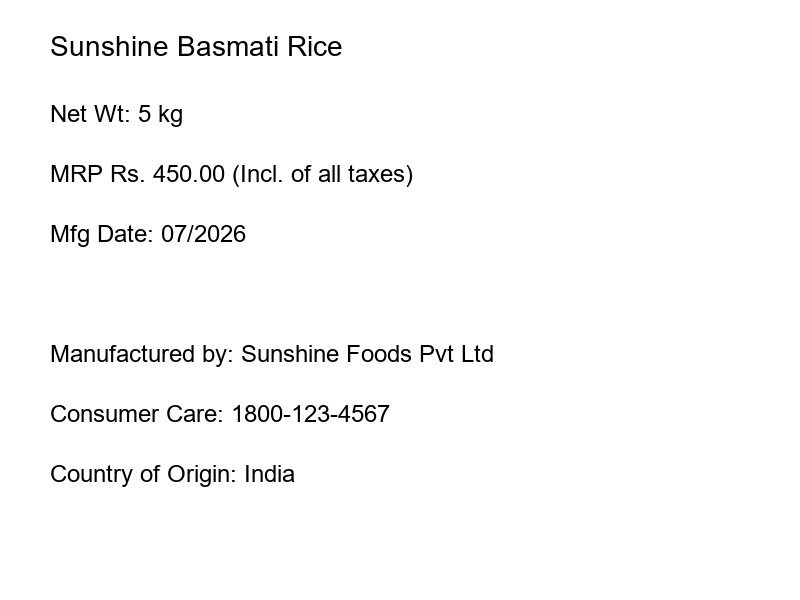 Sunshine Basmati Rice
Net Wt: 5 kg
MRP Rs. 450.00 (Incl. of all taxes)
Mfg Date: 07/2026
Manufactured by: Sunshine Foods Pvt Ltd
Consumer Care: 1800-123-4567
Country of Origin: India